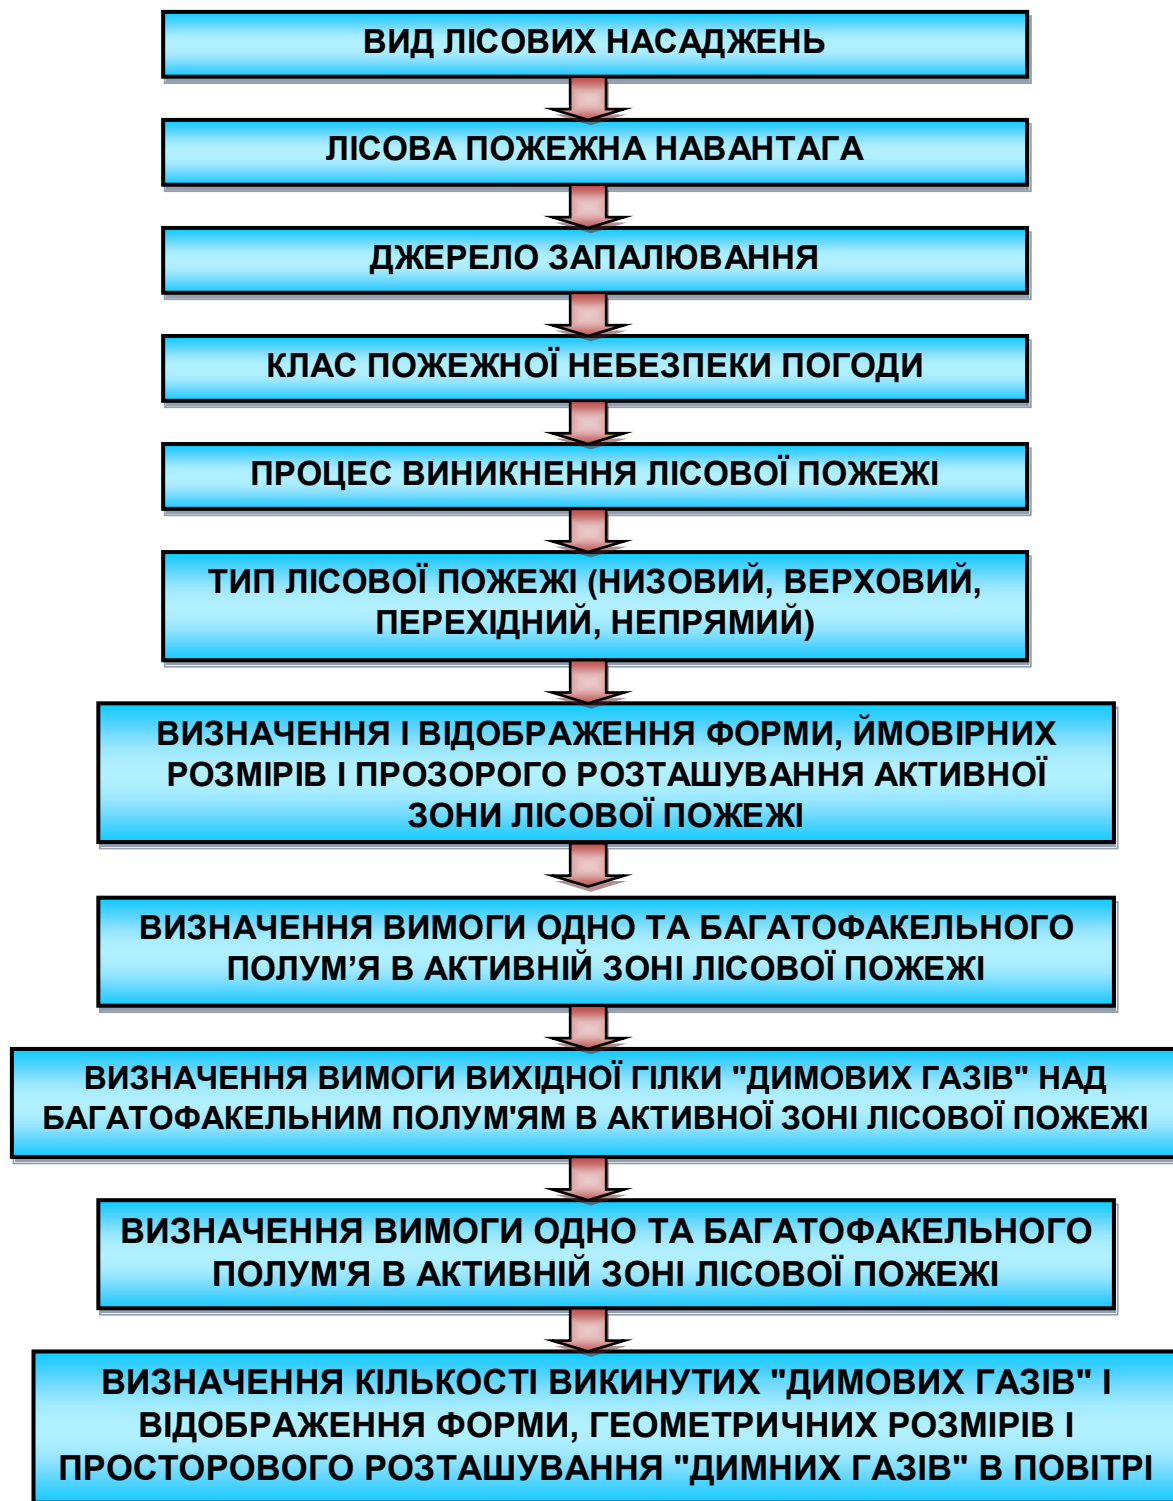 ВИД ЛІСОВИХ НАСАДЖЕНЬ
ЛІСОВА ПОЖЕЖНА НАВАНТАГА
ДЖЕРЕЛО ЗАПАЛЮВАННЯ
КЛАС ПОЖЕЖНОЇ НЕБЕЗПЕКИ ПОГОДИ
ПРОЦЕС ВИНИКНЕННЯ ЛІСОВОЇ ПОЖЕЖІ
ТИП ЛІСОВОЇ ПОЖЕЖІ (НИЗОВИЙ, ВЕРХОВИЙ,
ПЕРЕХІДНИЙ, НЕПРЯМИЙ)
ВИЗНАЧЕННЯ І ВІДОБРАЖЕННЯ ФОРМИ, ЙМОВІРНИХ
РОЗМІРІВ І ПРОЗОРОГО РОЗТАШУВАННЯ АКТИВНОЇ
ЗОНИ ЛІСОВОЇ ПОЖЕЖІ
ВИЗНАЧЕННЯ ВИМОГИ ОДНО ТА БАГАТОФАКЕЛЬНОГО
ПОЛУМ’Я В АКТИВНІЙ ЗОНІ ЛІСОВОЇ ПОЖЕЖІ
ВИЗНАЧЕННЯ ВИМОГИ ВИХІДНОЇ ГІЛКИ "ДИМОВИХ ГАЗІВ" НАД
БАГАТОФАКЕЛЬНИМ ПОЛУМ'ЯМ В АКТИВНОЇ ЗОНІ ЛІСОВОЇ ПОЖЕЖІ
ВИЗНАЧЕННЯ ВИМОГИ ОДНО ТА БАГАТОФАКЕЛЬНОГО
ПОЛУМ'Я В АКТИВНІЙ ЗОНІ ЛІСОВОЇ ПОЖЕЖІ
ВИЗНАЧЕННЯ КІЛЬКОСТІ ВИКИНУТИХ "ДИМОВИХ ГАЗІВ" І
ВІДОБРАЖЕННЯ ФОРМИ, ГЕОМЕТРИЧНИХ РОЗМІРІВ І
ПРОСТОРОВОГО РОЗТАШУВАННЯ "ДИМНИХ ГАЗІВ" В ПОВІТРІ